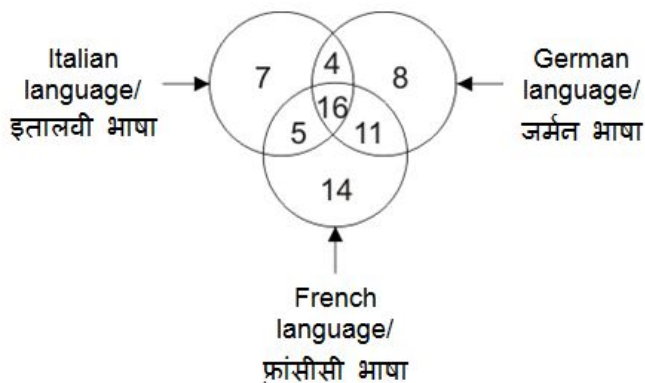 Italian
language/
इतालवी भाषा
7
4
8
16
5
11
14
German
language/
जर्मन भाषा
French
language/
फ़्रांसीसी भाषा